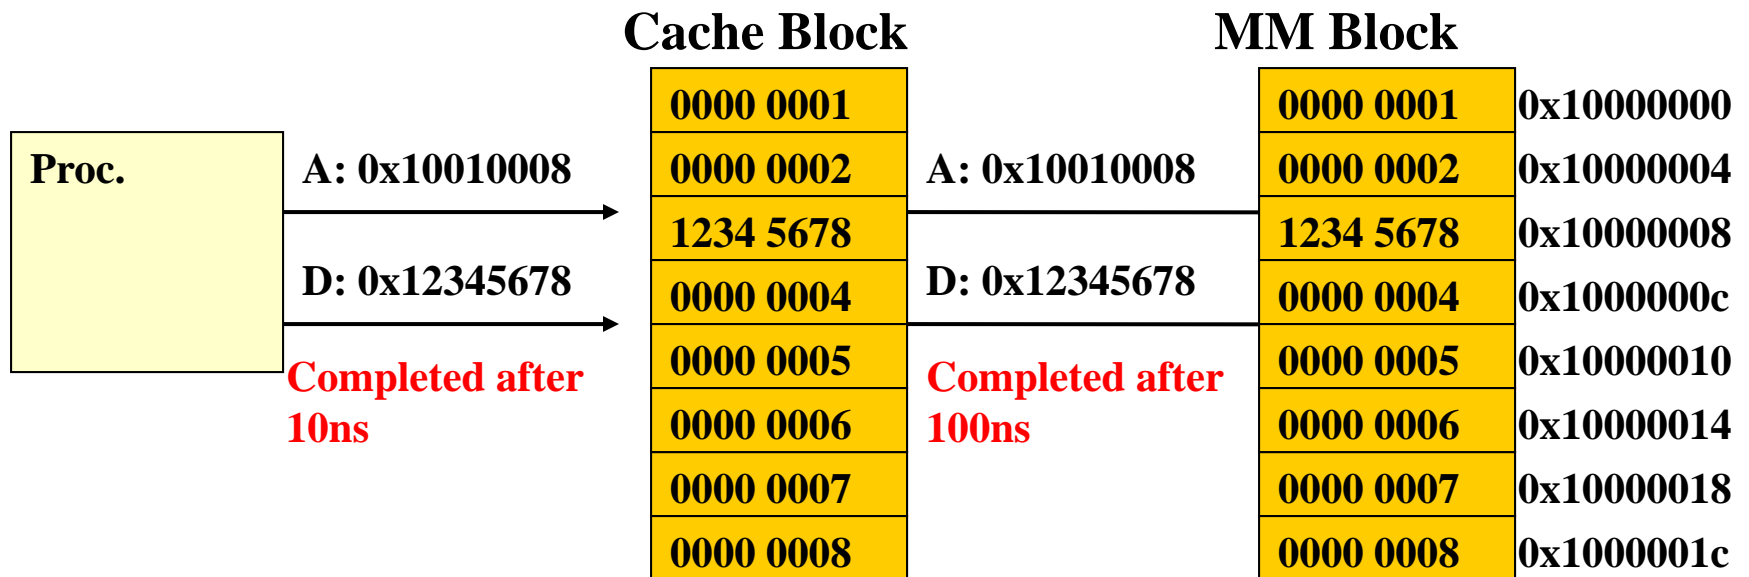 Cache Block
MM Block
Proc.
A: 0x10010008
D: 0x12345678
Completed after
10ns
0000 0001
0000 0002
1234 5678
0000 0004
0000 0005
0000 0006
0000 0007
0000 0008
A: 0x10010008
D: 0x12345678
Completed after
100ns
0000 0001 0x10000000
0000 0002 0x10000004
1234 5678 0x10000008
0000 0004 0x1000000c
0000 0005 0x10000010
0000 0006 0x10000014
0000 0007 0x10000018
0000 0008 0x1000001c